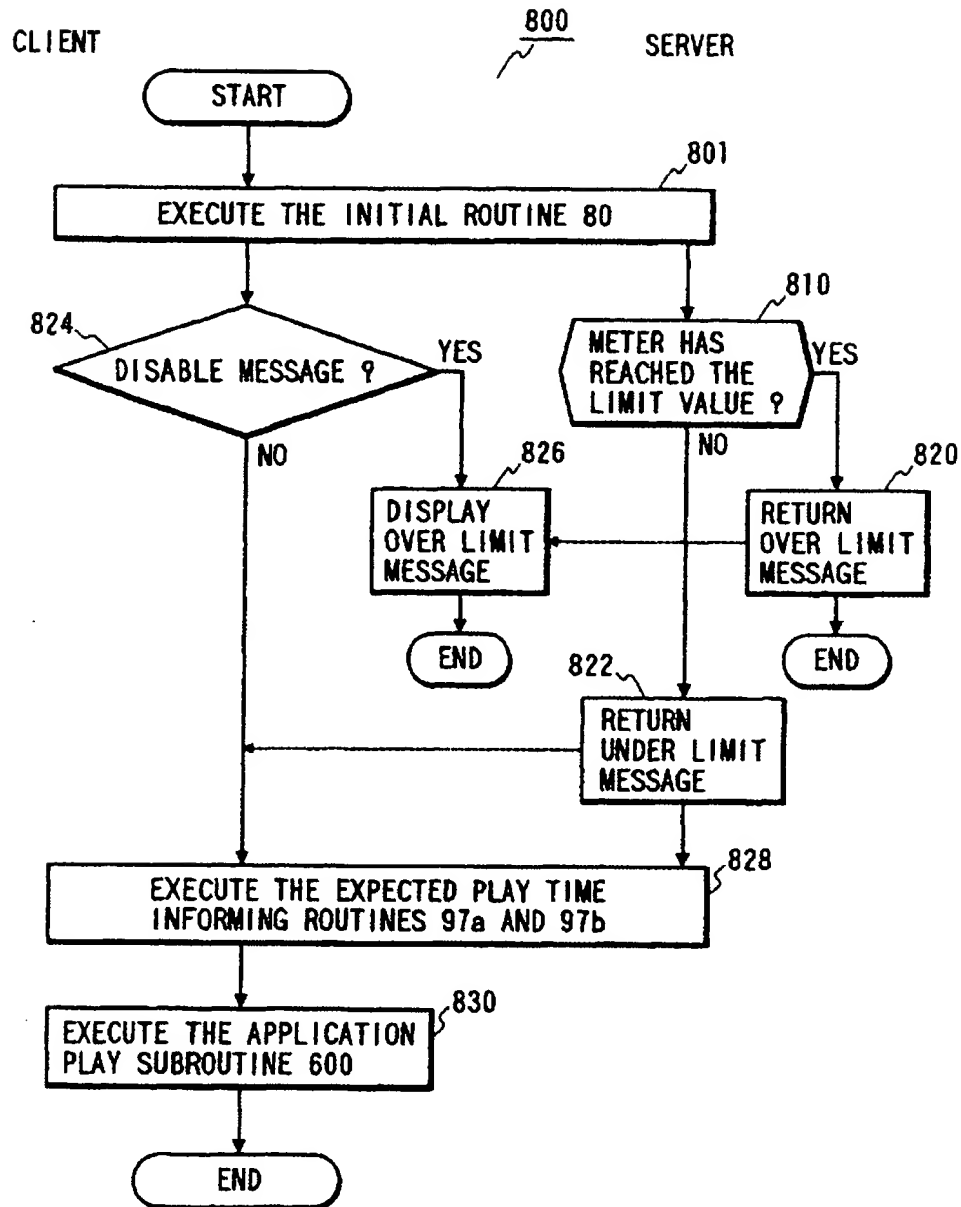 CLIENT
800
SERVER
START
801
EXECUTE THE INITIAL ROUTINE 80
810
824
DISABLE MESSAGE ?
YES
METER HAS
REACHED THE
LIMIT VALUE ?
YES
NO
NO
826
820
DISPLAY
OVER LIMIT
MESSAGE
RETURN
OVER LIMIT
MESSAGE
END
END
822
RETURN
UNDER LIMIT
MESSAGE
828
EXECUTE THE EXPECTED PLAY TIME
INFORMING ROUTINES 97a AND 97b
830
EXECUTE THE APPLICATION
PLAY SUBROUTINE 600
END